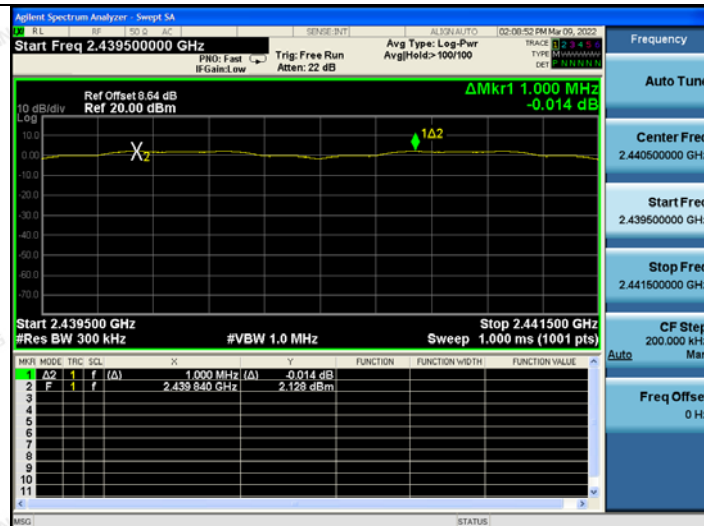 Agilent Spectrum Analyzer - Swept SA
RL RF 50 Ω AC SENSE:INT ALIGN AUTO 02:08:52 PM Mar 09, 2022
Start Freq 2.439500000 GHz
PNO: Fast
IFGain:Low
Trig: Free Run
Atten: 22 dB
Avg Type: Log-Pwr
Avg|Hold:> 100/100
TRACE 1 2 3 4 5 6
TYPE
DET P N N N N N
ΔMkr1 1.000 MHz
-0.014 dB
Ref Offset 8.64 dB
10 dB/div Ref 20.00 dBm
Log
10.0
0.00
-10.0
-20.0
-30.0
-40.0
-50.0
-60.0
-70.0
X2
1Δ2
Start 2.439500 GHz Stop 2.441500 GHz
#Res BW 300 kHz #VBW 1.0 MHz Sweep 1.000 ms (1001 pts)
MKR MODE TRC SCL X Y FUNCTION FUNCTION WIDTH FUNCTION VALUE
1 Δ2 1 f (Δ) 1.000 MHz (Δ) -0.014 dB
2 F 1 f 2.439 840 GHz 2.128 dBm
3
4
5
6
7
8
9
10
11
MSG STATUS
Frequency
Auto Tune
Center Freq
2.440500000 GHz
Start Freq
2.439500000 GHz
Stop Freq
2.441500000 GHz
CF Step
200.000 kHz
Auto Man
Freq Offset
0 Hz